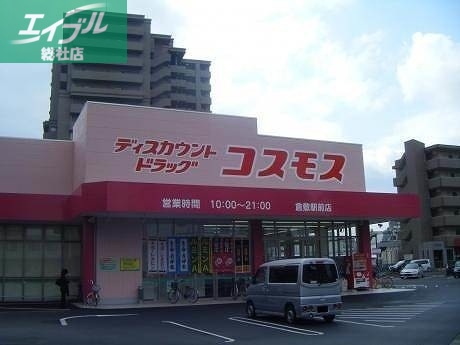 エイブル
総社店
ディスカウント
ドラッグ
コスモス
営業時間 10:00～21:00 倉敷駅前店